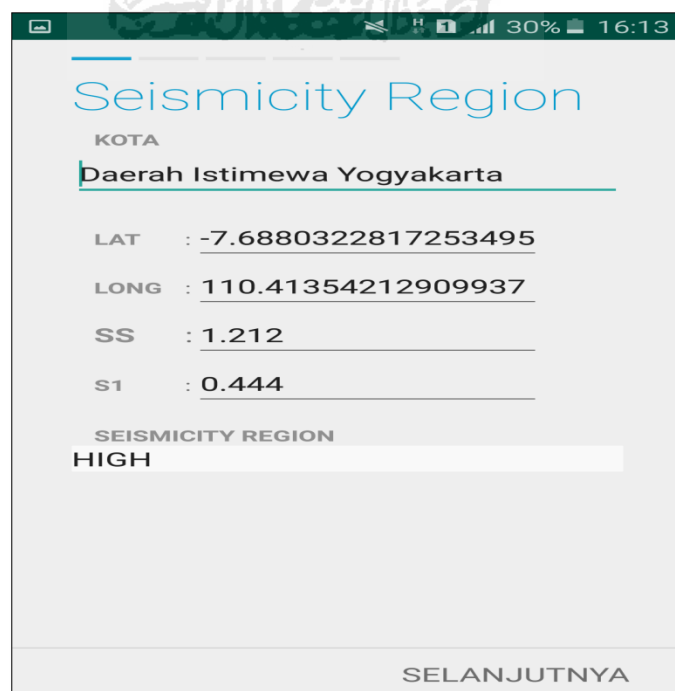 H 1 30% 16:13
Seismicity Region
KOTA
Daerah Istimewa Yogyakarta
LAT : -7.6880322817253495
LONG : 110.41354212909937
SS : 1.212
S1 : 0.444
SEISMICITY REGION
HIGH
SELANJUTNYA